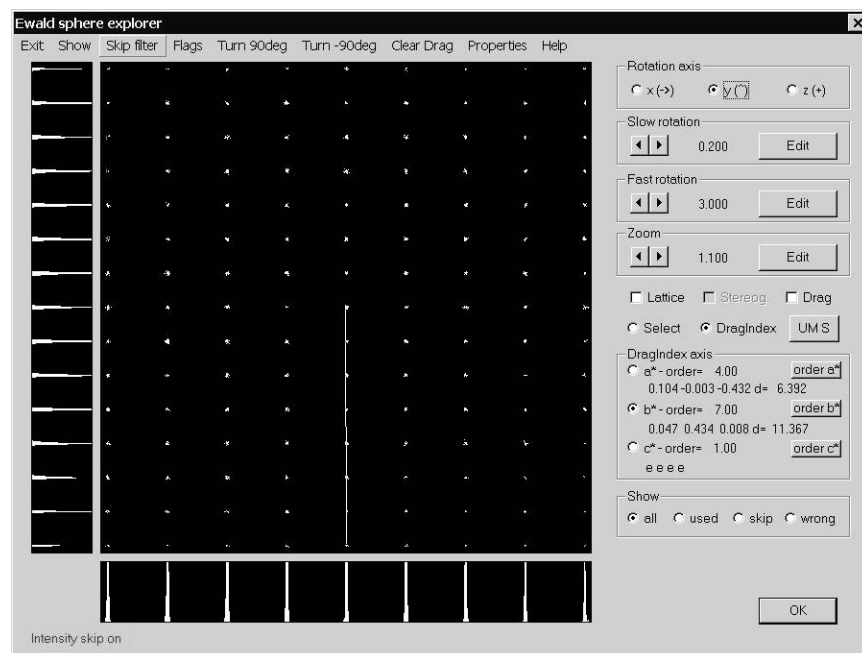 Ewald sphere explorer
Exit Show Skip filter Flags Turn 90deg Turn -90deg Clear Drag Properties Help
Rotation axis
x (->) y (^) z (+)
Slow rotation
0.200 Edit
Fast rotation
3.000 Edit
Zoom
1.100 Edit
Lattice Stereog. Drag
Select DragIndex UM S
DragIndex axis
a* - order= 4.00 order a*
0.104 -0.003 -0.432 d= 6.392
b* - order= 7.00 order b*
0.047 0.434 0.008 d= 11.367
c* - order= 1.00 order c*
e e e e
Show
all used skip wrong
OK
Intensity skip on